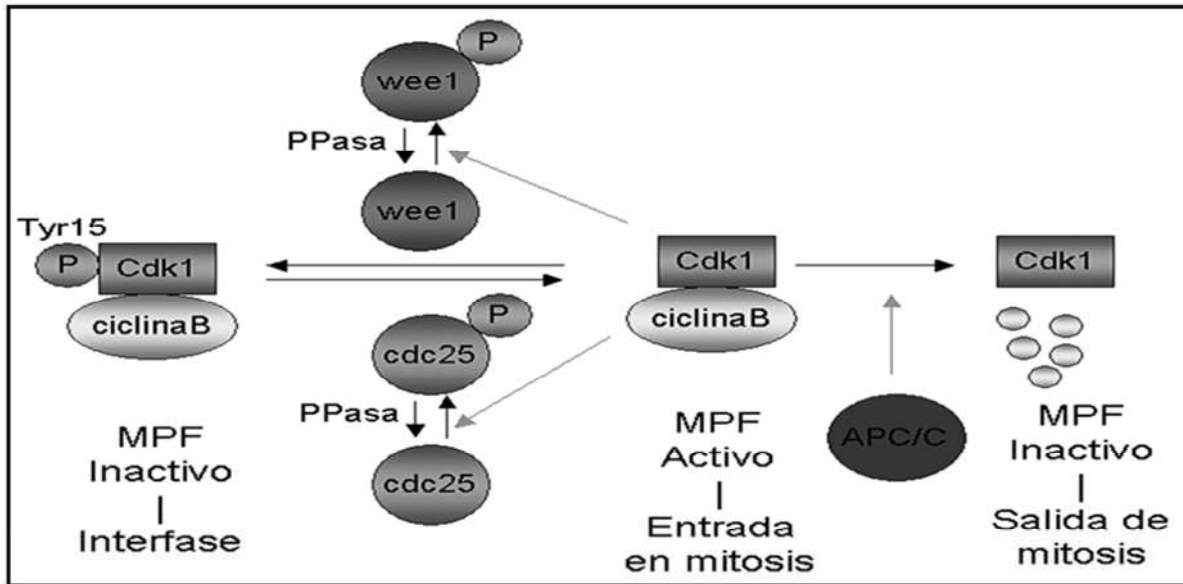 P
wee1
PPasa
wee1
Tyr15
P
Cdk1
ciclinaB
P
cdc25
PPasa
cdc25
MPF
Inactivo
Interfase
Cdk1
ciclinaB
MPF
Activo
Entrada
en mitosis
APC/C
Cdk1
MPF
Inactivo
Salida de
mitosis